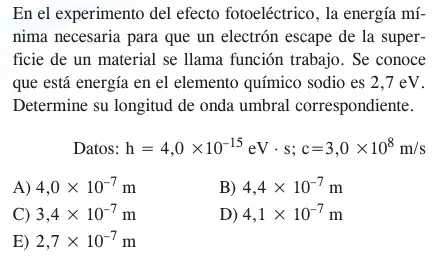 En el experimento del efecto fotoeléctrico, la energía mí-
nima necesaria para que un electrón escape de la super-
ficie de un material se llama función trabajo. Se conoce
que está energía en el elemento químico sodio es 2,7 eV.
Determine su longitud de onda umbral correspondiente.
Datos: h = 4,0 ×10⁻¹⁵ eV · s; c=3,0 ×10⁸ m/s
A) 4,0 × 10⁻⁷ m B) 4,4 × 10⁻⁷ m
C) 3,4 × 10⁻⁷ m D) 4,1 × 10⁻⁷ m
E) 2,7 × 10⁻⁷ m